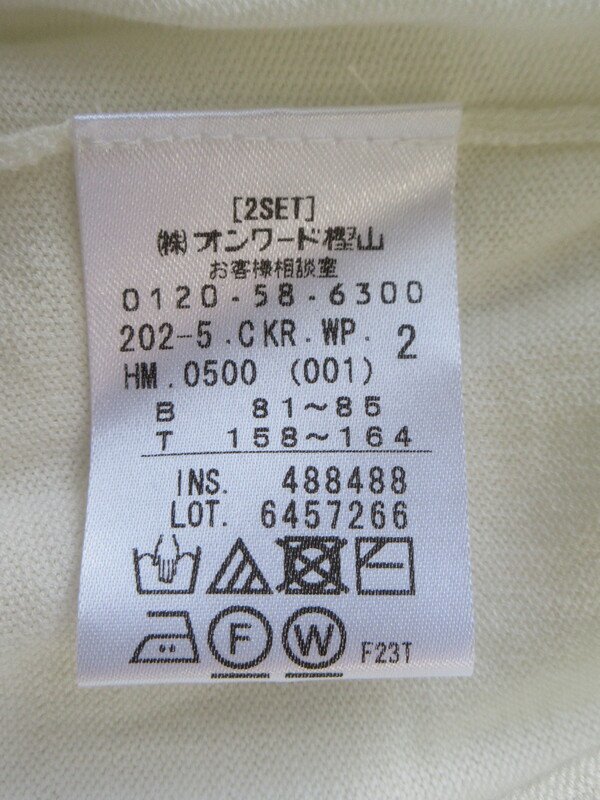 [2SET]
㈱オンワード樫山
お客様相談室
0120-58-6300
202-5.CKR.WP. 2
HM.0500 (001)
B 81～85
T 158～164
INS. 488488
LOT. 6457266
F W F23T